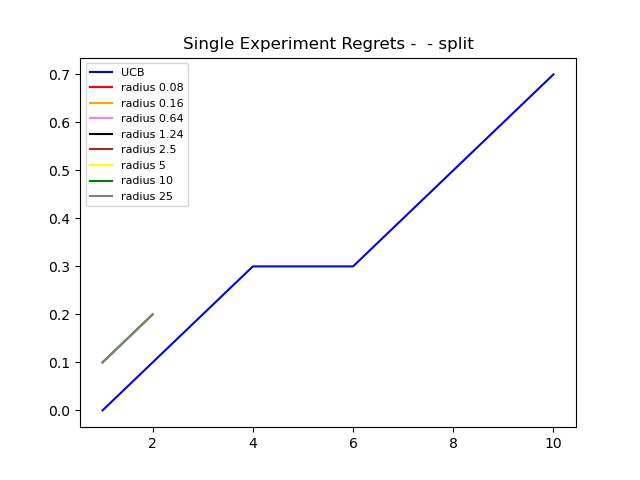 Single Experiment Regrets -  - split
0.7
0.6
0.5
0.4
0.3
0.2
0.1
0.0
UCB
radius 0.08
radius 0.16
radius 0.64
radius 1.24
radius 2.5
radius 5
radius 10
radius 25
2 4 6 8 10